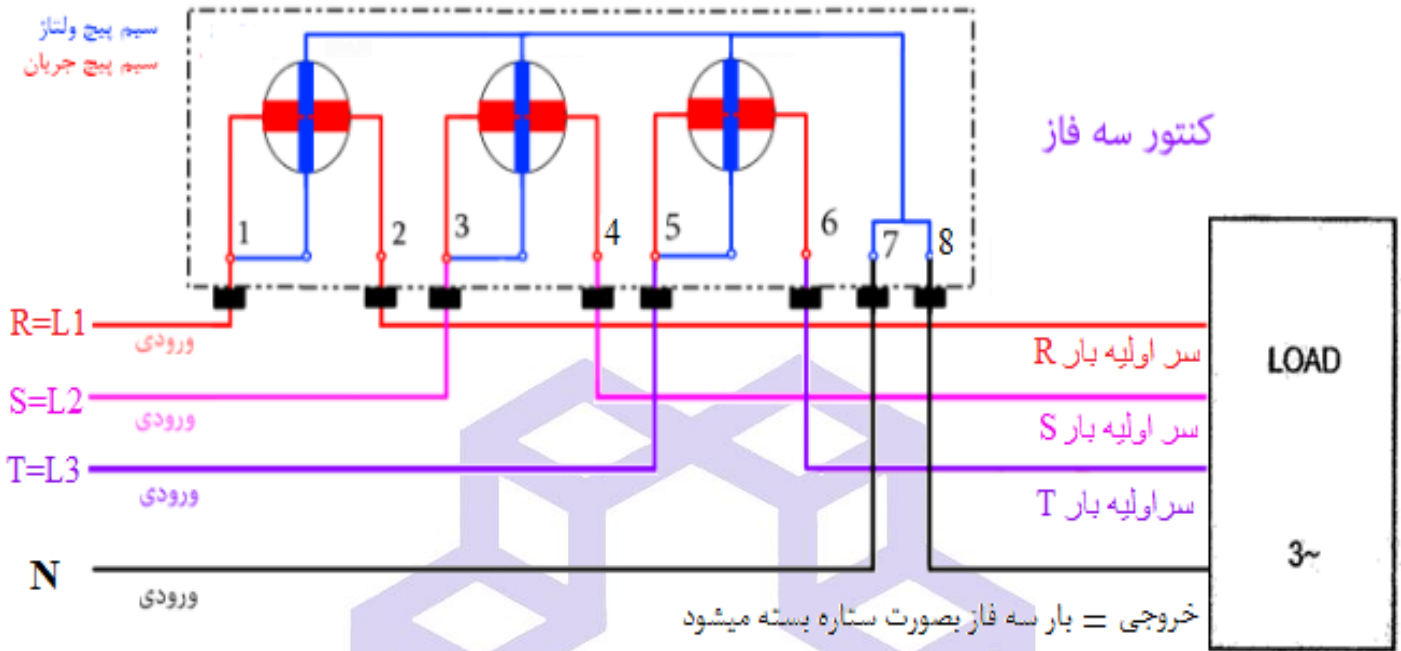 سیم پیچ ولتاژ
سیم پیچ جریان
کنتور سه فاز
1 2 3 4 5 6 7 8
R=L1
ورودی
سر اولیه بار R
LOAD
S=L2
ورودی
سر اولیه بار S
T=L3
ورودی
سراولیه بار T
3~
N
ورودی
خروجی = بار سه فاز بصورت ستاره بسته میشود